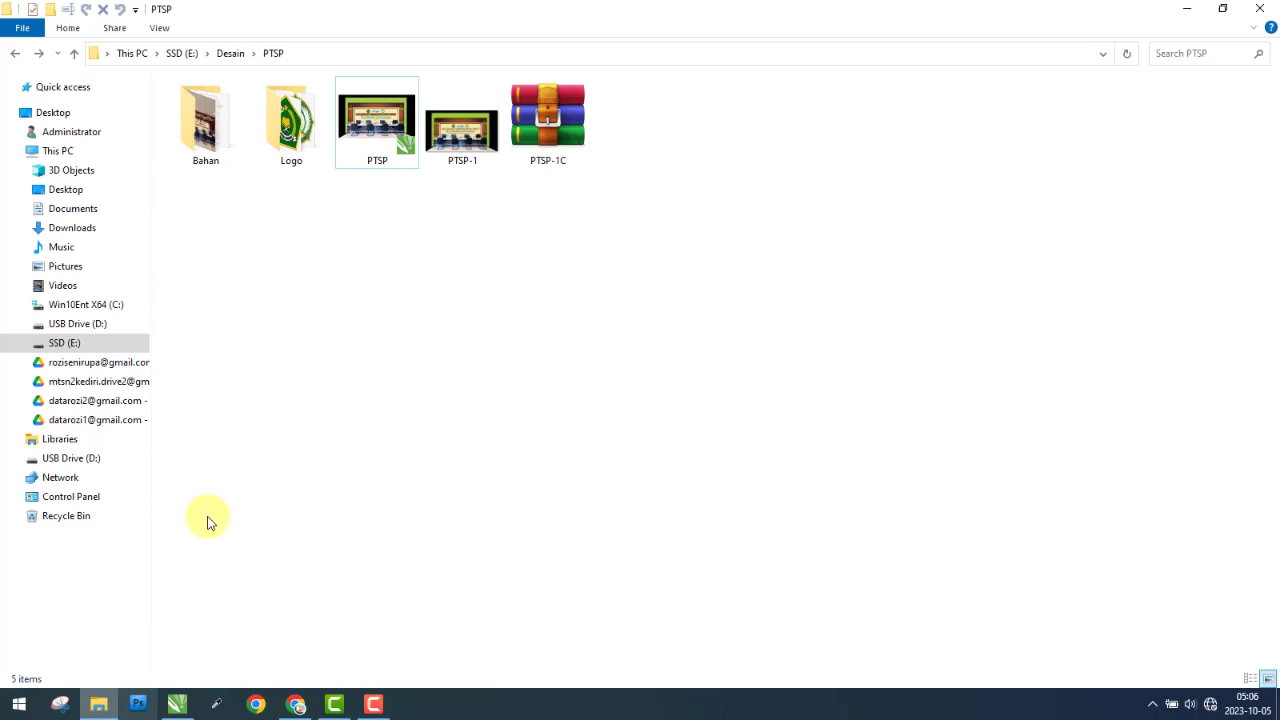 PTSP
File Home Share View
This PC SSD (E:) Desain PTSP
Search PTSP
Quick access
Desktop
Administrator
This PC
3D Objects
Desktop
Documents
Downloads
Music
Pictures
Videos
Win10Ent X64 (C:)
USB Drive (D:)
SSD (E:)
rozisenirupa@gmail.com
mtsn2kediri.drive2@gm
datarozi2@gmail.com -
datarozi1@gmail.com -
Libraries
USB Drive (D:)
Network
Control Panel
Recycle Bin
Bahan Logo PTSP PTSP-1 PTSP-1C
5 items
Ps
05:06
2023-10-05